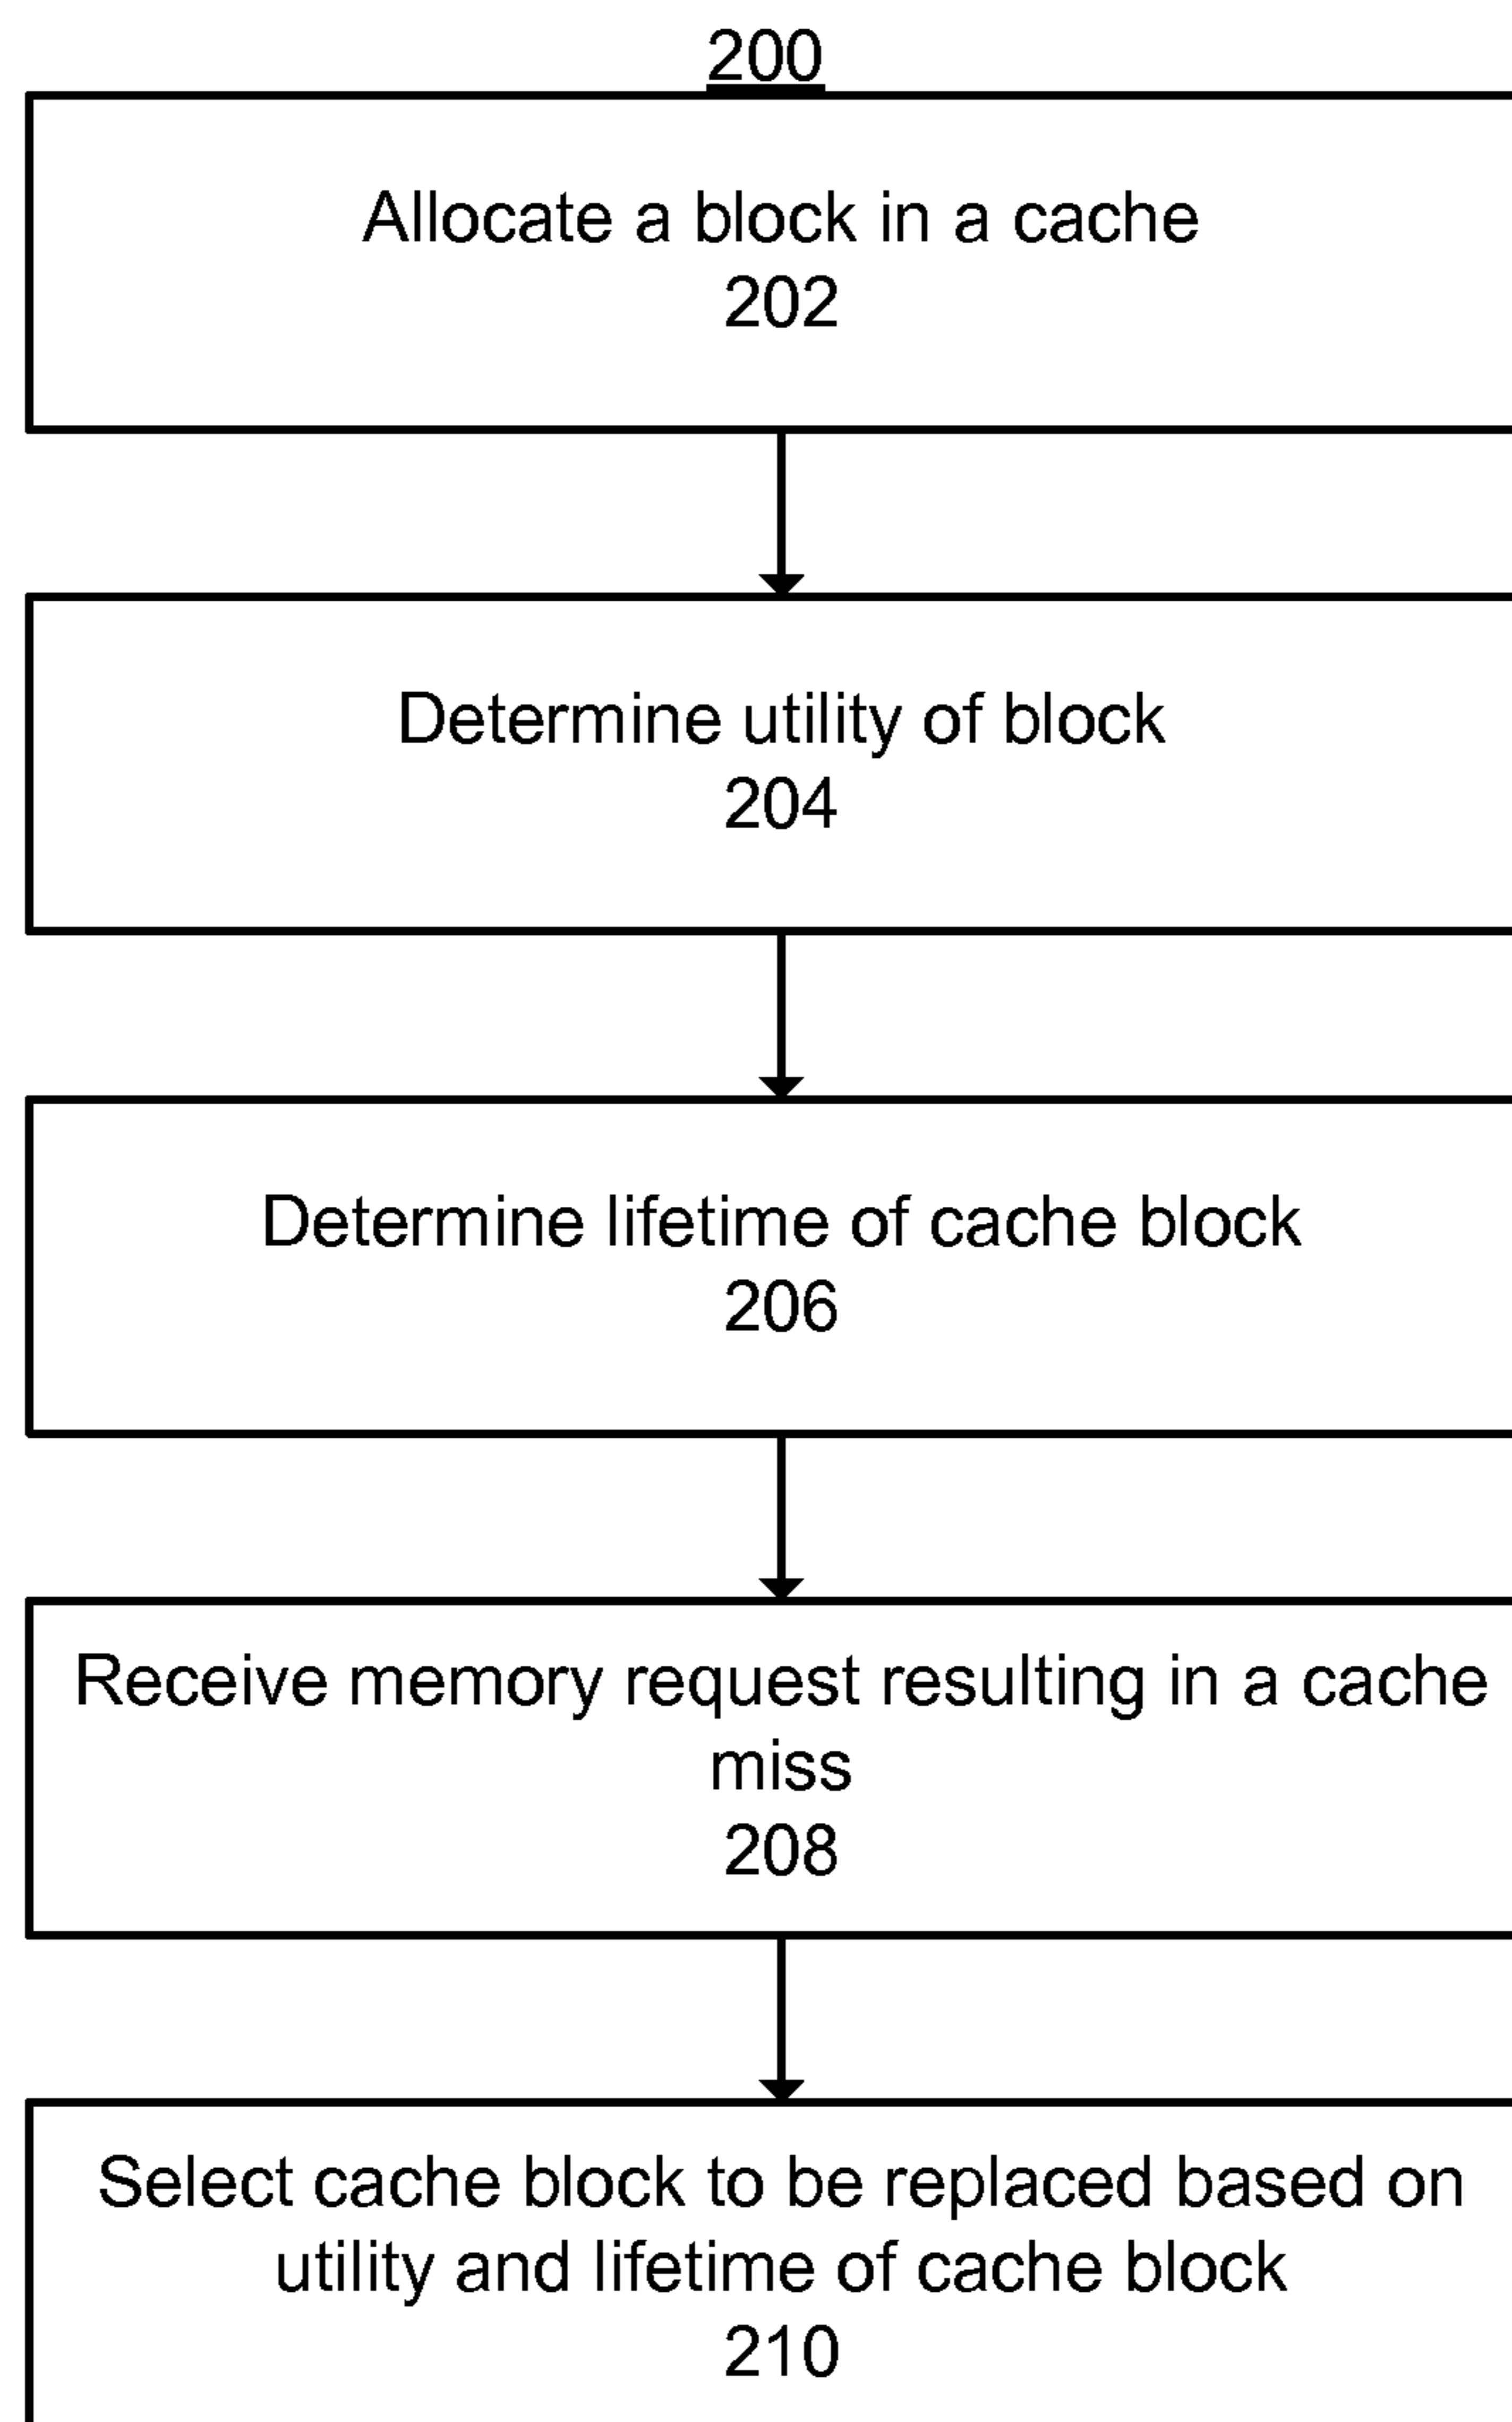 200
Allocate a block in a cache
202
Determine utility of block
204
Determine lifetime of cache block
206
Receive memory request resulting in a cache
miss
208
Select cache block to be replaced based on
utility and lifetime of cache block
210